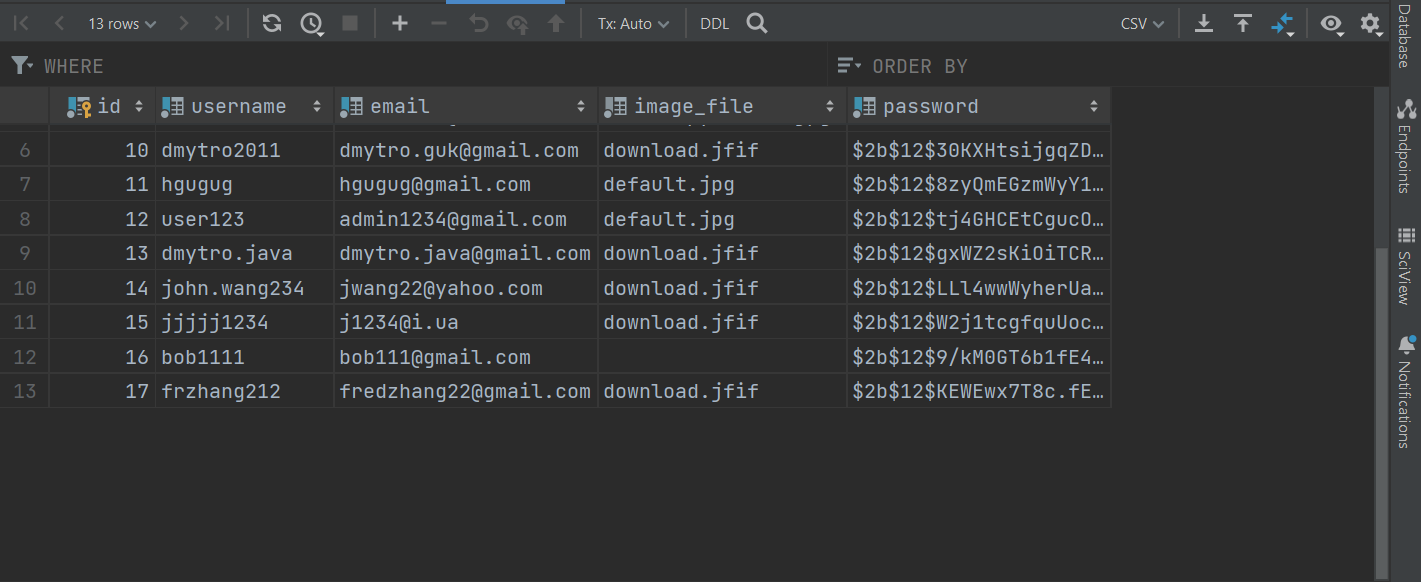 13 rows Tx: Auto DDL CSV
WHERE ORDER BY
id username email image_file password
6 10 dmytro2011 dmytro.guk@gmail.com download.jfif $2b$12$30KXHtsijgqZD…
7 11 hgugug hgugug@gmail.com default.jpg $2b$12$8zyQmEGzmWyY1…
8 12 user123 admin1234@gmail.com default.jpg $2b$12$tj4GHCEtCgucO…
9 13 dmytro.java dmytro.java@gmail.com download.jfif $2b$12$gxWZ2sKiOiTCR…
10 14 john.wang234 jwang22@yahoo.com download.jfif $2b$12$LLl4wwWyherUa…
11 15 jjjjj1234 j1234@i.ua download.jfif $2b$12$W2j1tcgfquUoc…
12 16 bob1111 bob111@gmail.com $2b$12$9/kM0GT6b1fE4…
13 17 frzhang212 fredzhang22@gmail.com download.jfif $2b$12$KEWEwx7T8c.fE…
Database
Endpoints
SciView
Notifications